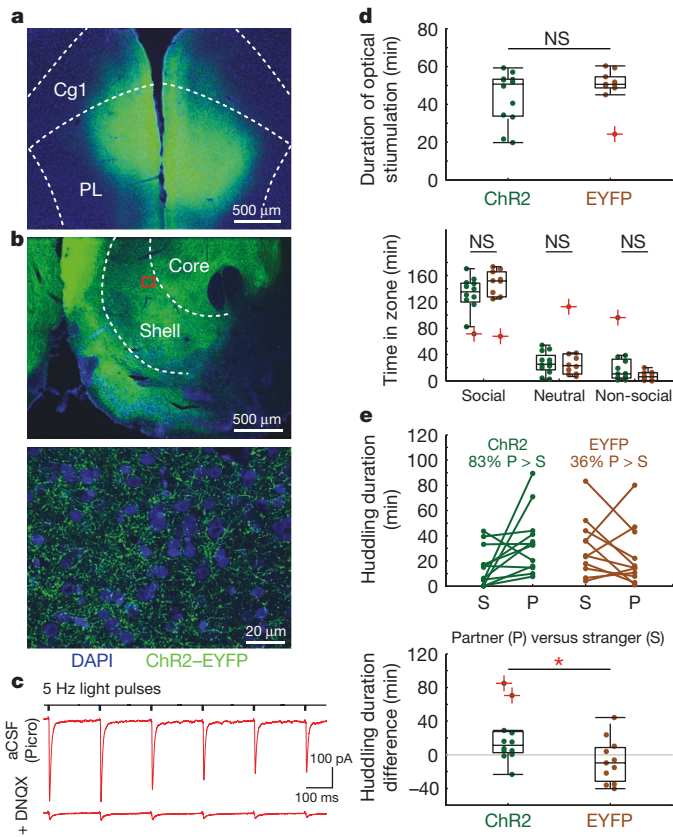 a
Cg1
PL
500 μm
b
Core
Shell
500 μm
20 μm
DAPI ChR2–EYFP
c
5 Hz light pulses
aCSF
(Picro)
+ DNQX
100 pA
100 ms
d
Duration of optical
stiumulation (min)
80
60
40
20
0
NS
ChR2 EYFP
Time in zone (min)
160
120
80
40
0
NS NS NS
Social Neutral Non-social
e
Huddling duration
(min)
120
100
80
60
40
20
0
ChR2 EYFP
83% P > S 36% P > S
S P S P
Partner (P) versus stranger (S)
Huddling duration
difference (min)
120
80
40
0
–40
*
ChR2 EYFP